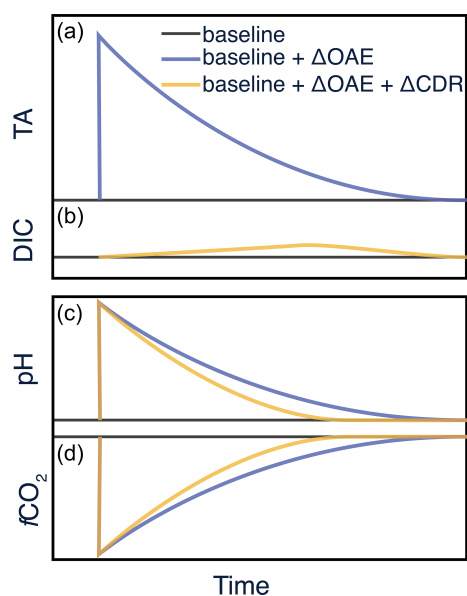 (a)
baseline
baseline + ΔOAE
baseline + ΔOAE + ΔCDR
TA
(b)
DIC
(c)
pH
(d)
fCO₂
Time